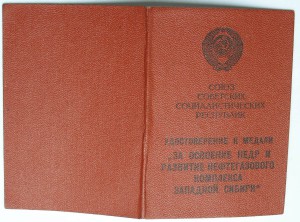 СОЮЗ
СОВЕТСКИХ
СОЦИАЛИСТИЧЕСКИХ
РЕСПУБЛИК
УДОСТОВЕРЕНИЕ К МЕДАЛИ
„ЗА ОСВОЕНИЕ НЕДР И
РАЗВИТИЕ НЕФТЕГАЗОВОГО
КОМПЛЕКСА
ЗАПАДНОЙ СИБИРИ“